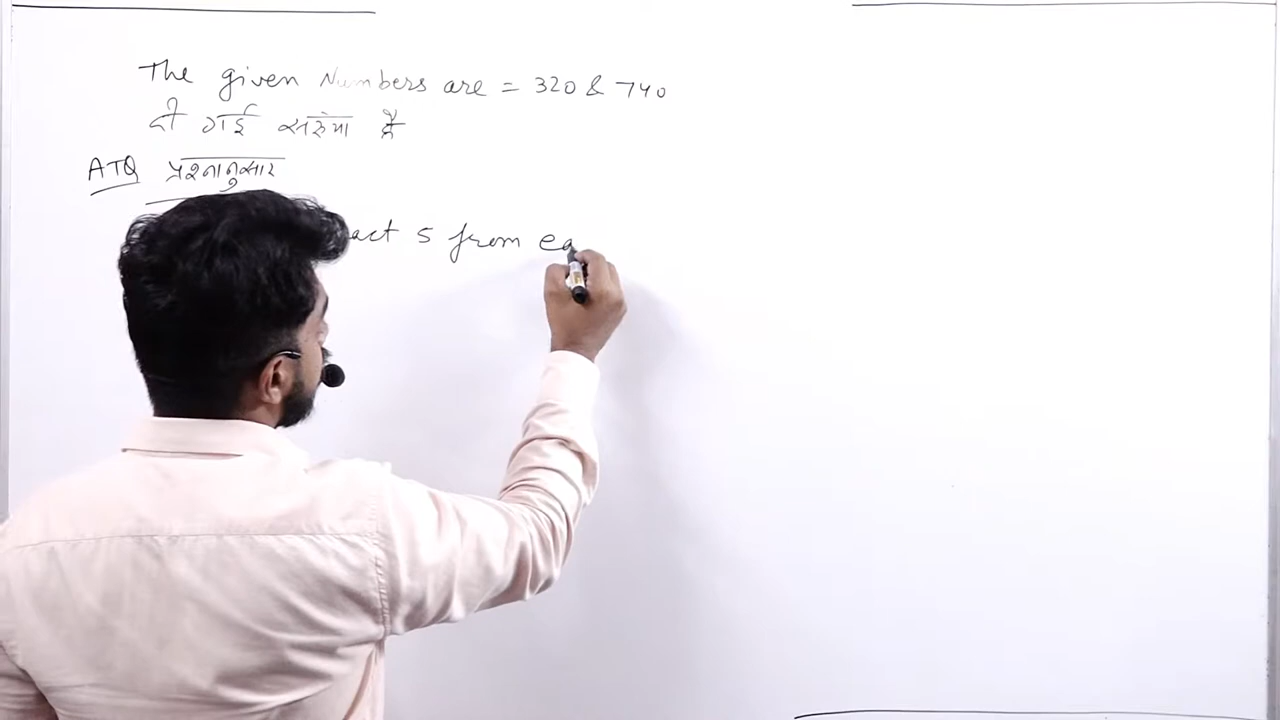 The given Numbers are = 320 & 740
दी गई संख्या हैं
ATQ प्रश्नानुसार
act 5 from ea